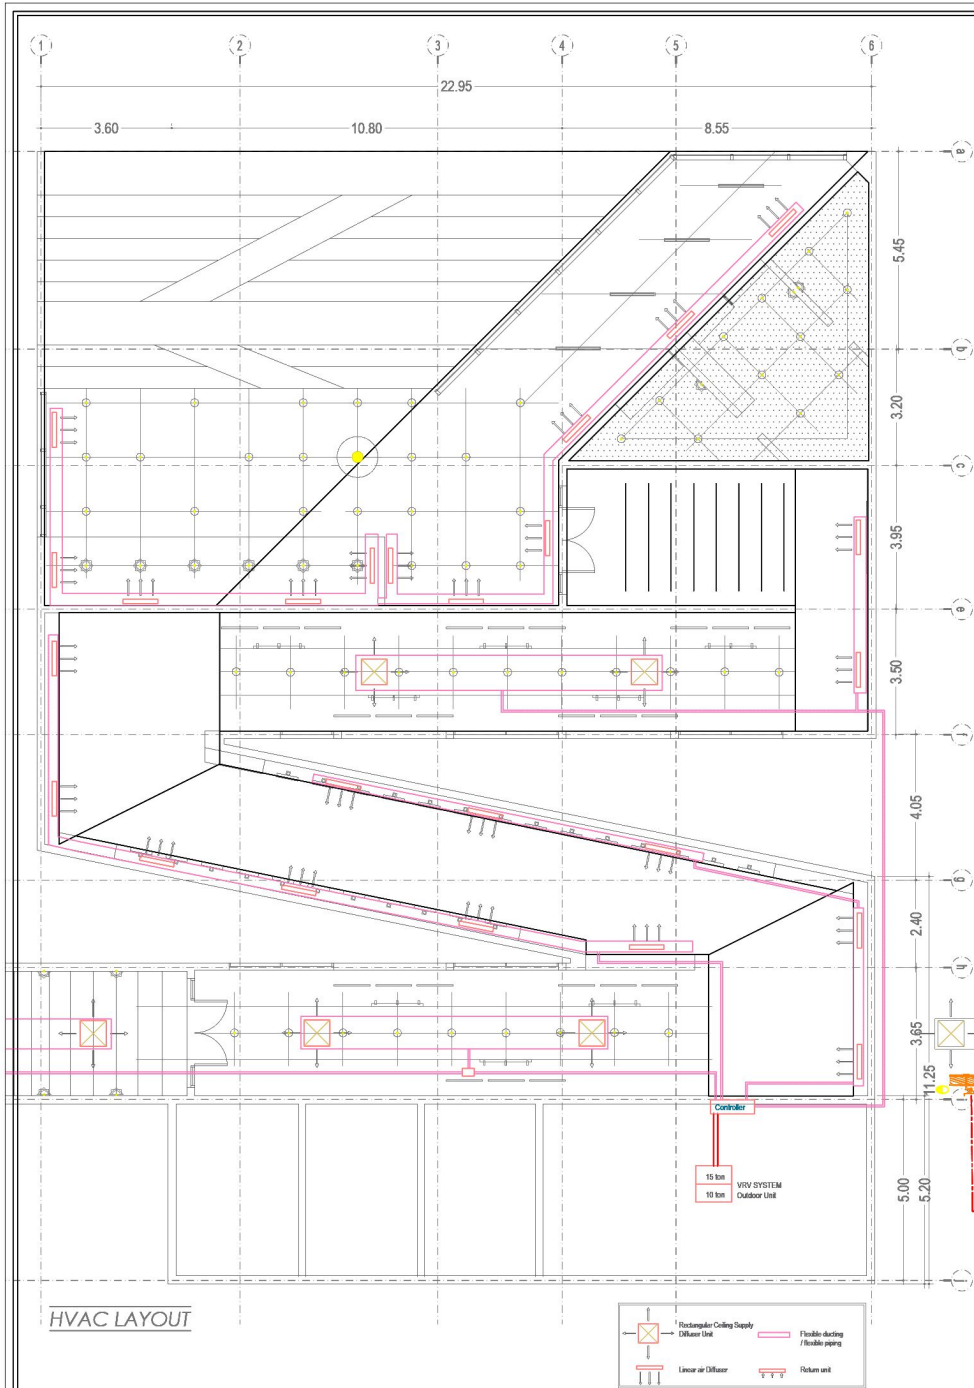 1 2 3 4 5 6
22.95
3.60 10.80 8.55
a
5.45
b
3.20
c
3.95
e
3.50
f
4.05
g
2.40
h
3.65
11.25
i
5.00
5.20
j
Controller
15 ton
10 ton
VRV SYSTEM
Outdoor Unit
HVAC LAYOUT
Rectangular Ceiling Supply
Diffuser Unit
Flexible ducting
/ flexible piping
Linear air Diffuser
Return unit